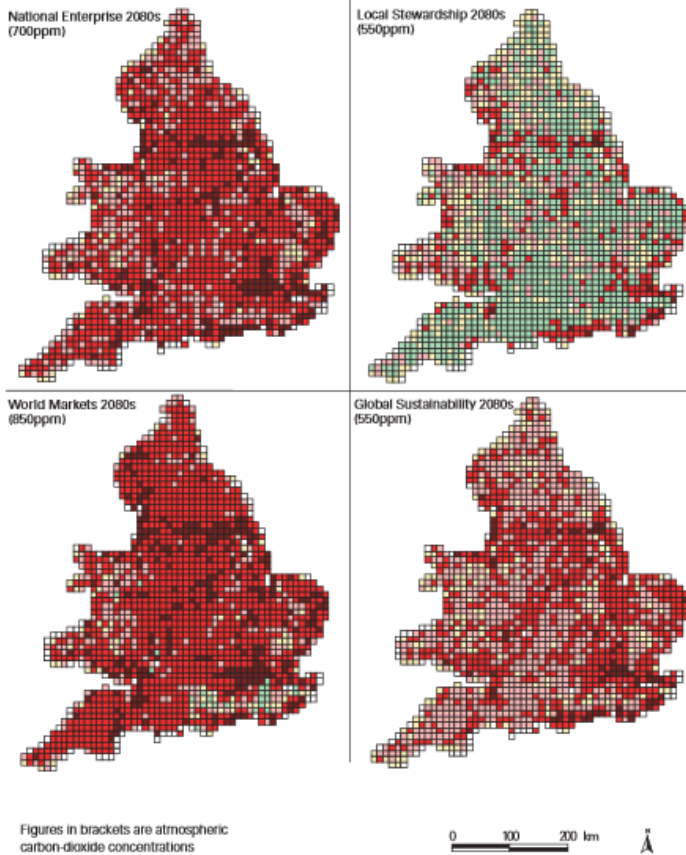 National Enterprise 2080s
(700ppm)
Local Stewardship 2080s
(550ppm)
World Markets 2080s
(850ppm)
Global Sustainability 2080s
(550ppm)
Figures in brackets are atmospheric
carbon-dioxide concentrations
0 100 200 km
N